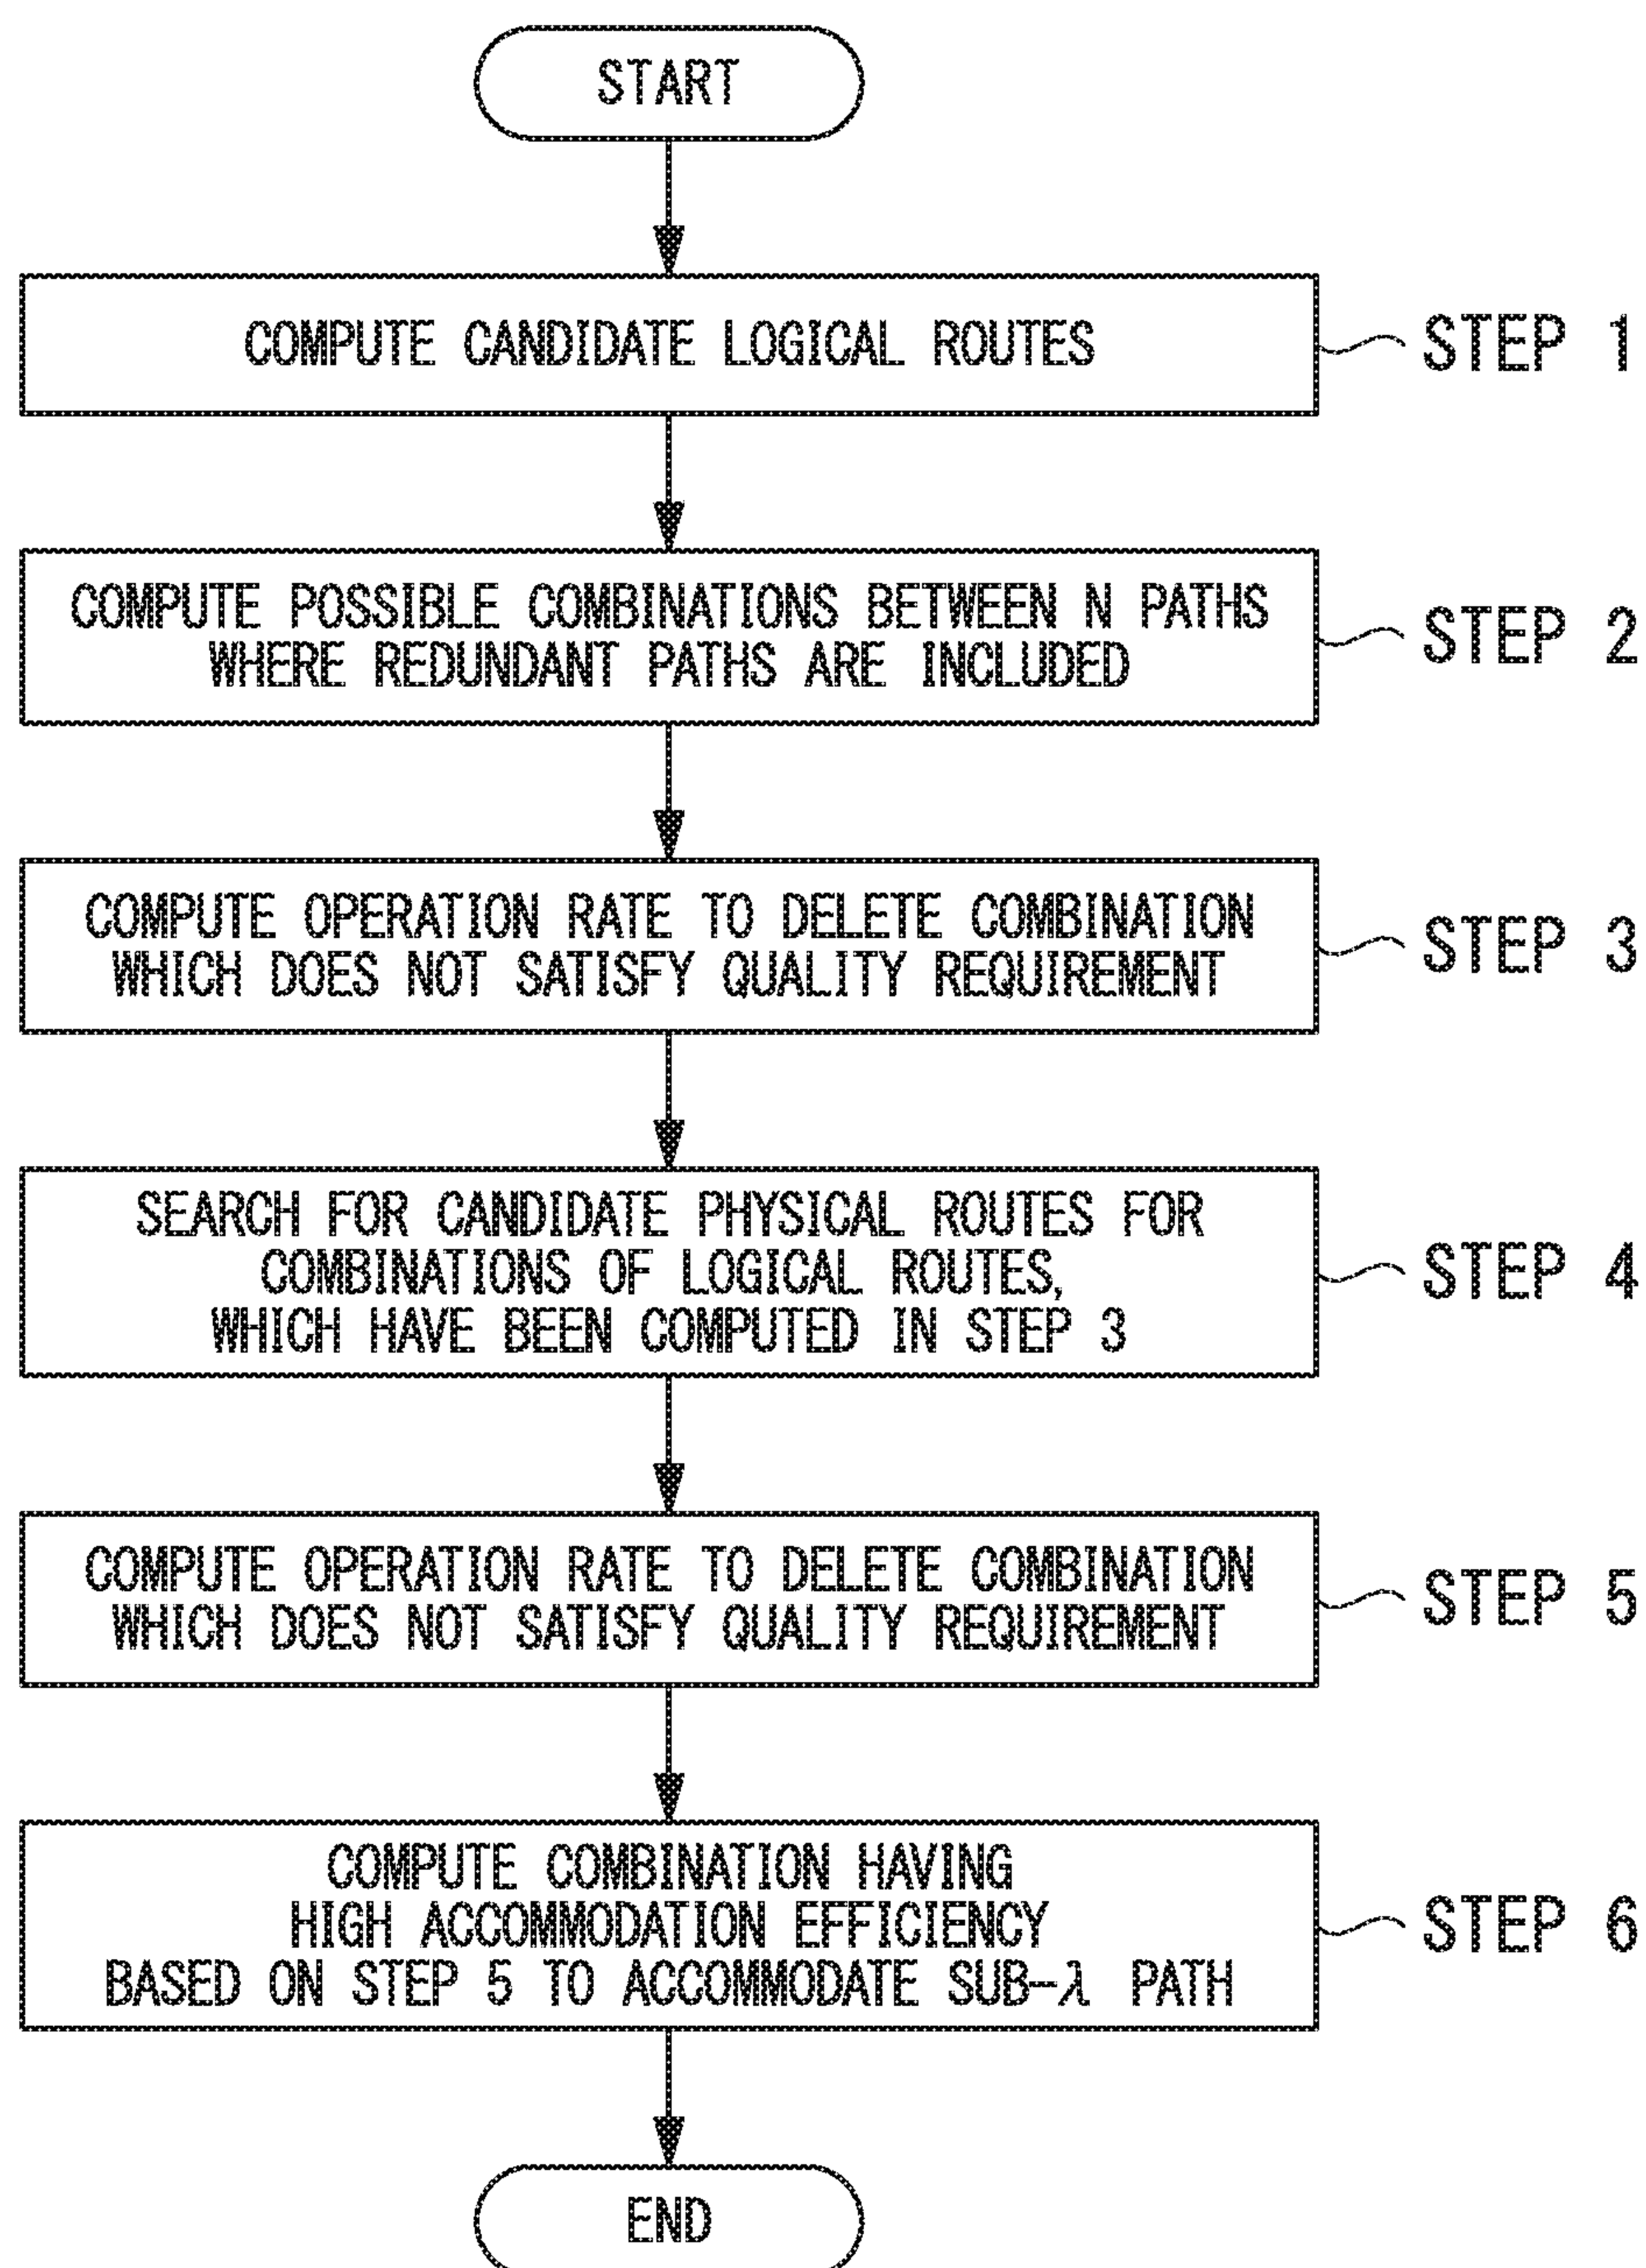 START
COMPUTE CANDIDATE LOGICAL ROUTES
STEP 1
COMPUTE POSSIBLE COMBINATIONS BETWEEN N PATHS
WHERE REDUNDANT PATHS ARE INCLUDED
STEP 2
COMPUTE OPERATION RATE TO DELETE COMBINATION
WHICH DOES NOT SATISFY QUALITY REQUIREMENT
STEP 3
SEARCH FOR CANDIDATE PHYSICAL ROUTES FOR
COMBINATIONS OF LOGICAL ROUTES,
WHICH HAVE BEEN COMPUTED IN STEP 3
STEP 4
COMPUTE OPERATION RATE TO DELETE COMBINATION
WHICH DOES NOT SATISFY QUALITY REQUIREMENT
STEP 5
COMPUTE COMBINATION HAVING
HIGH ACCOMMODATION EFFICIENCY
BASED ON STEP 5 TO ACCOMMODATE SUB-λ PATH
STEP 6
END